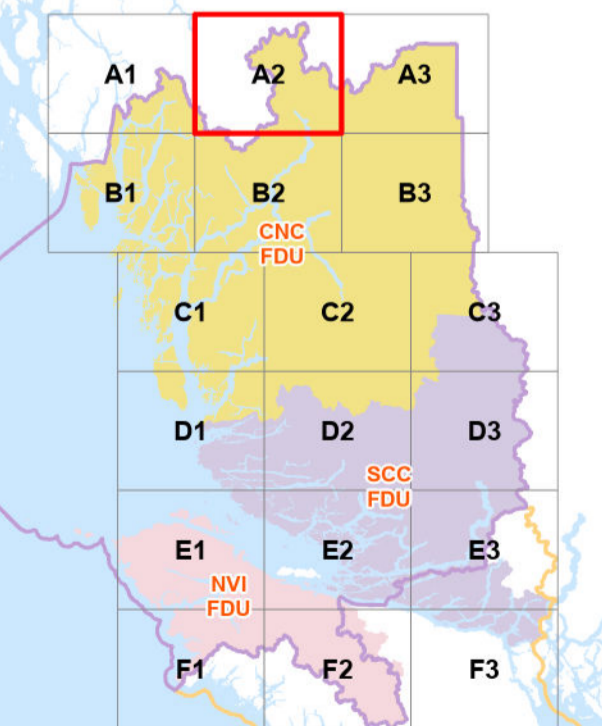 A1 A2 A3
B1 B2 B3
CNC
FDU
C1 C2 C3
D1 D2 D3
SCC
FDU
E1 E2 E3
NVI
FDU
F1 F2 F3